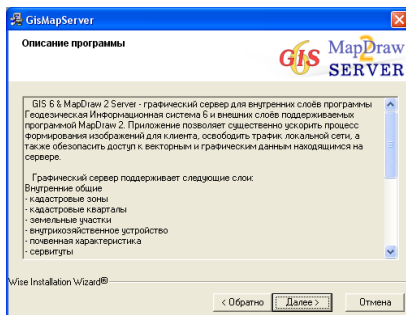 GisMapServer
Описание программы
GIS 6 MapDraw 2
SERVER
GIS 6 & MapDraw 2 Server - графический сервер для внутренних слоёв программы
Геодезическая Информационная система 6 и внешних слоёв поддерживаемых
программой MapDraw 2. Приложение позволяет существенно ускорить процесс
формирования изображений для клиента, освободить трафик локальной сети, а
также обезопасить доступ к векторным и графическим данным находящимся на
сервере.
Графический сервер поддерживает следующие слои:
Внутренние общие
- кадастровые зоны
- кадастровые кварталы
- земельные участки
- внутрихозяйственное устройство
- почвенная характеристика
- сервитуты
Wise Installation Wizard®
< Обратно
Далее >
Отмена